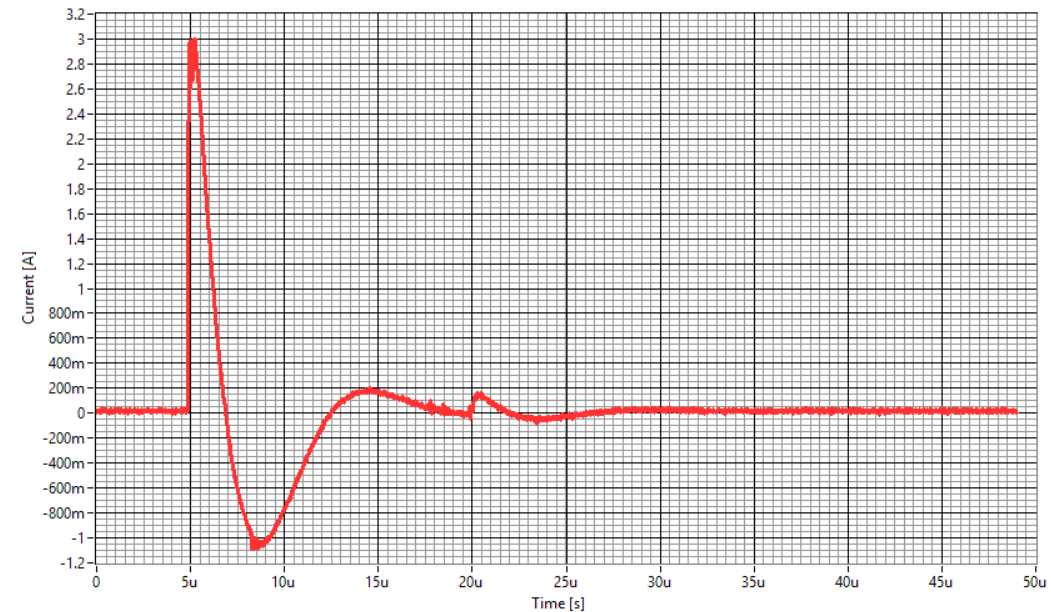 3.2
3
2.8
2.6
2.4
2.2
2
1.8
1.6
1.4
1.2
1
800m
600m
400m
200m
0
-200m
-400m
-600m
-800m
-1
-1.2
Current [A]
0 5u 10u 15u 20u 25u 30u 35u 40u 45u 50u
Time [s]